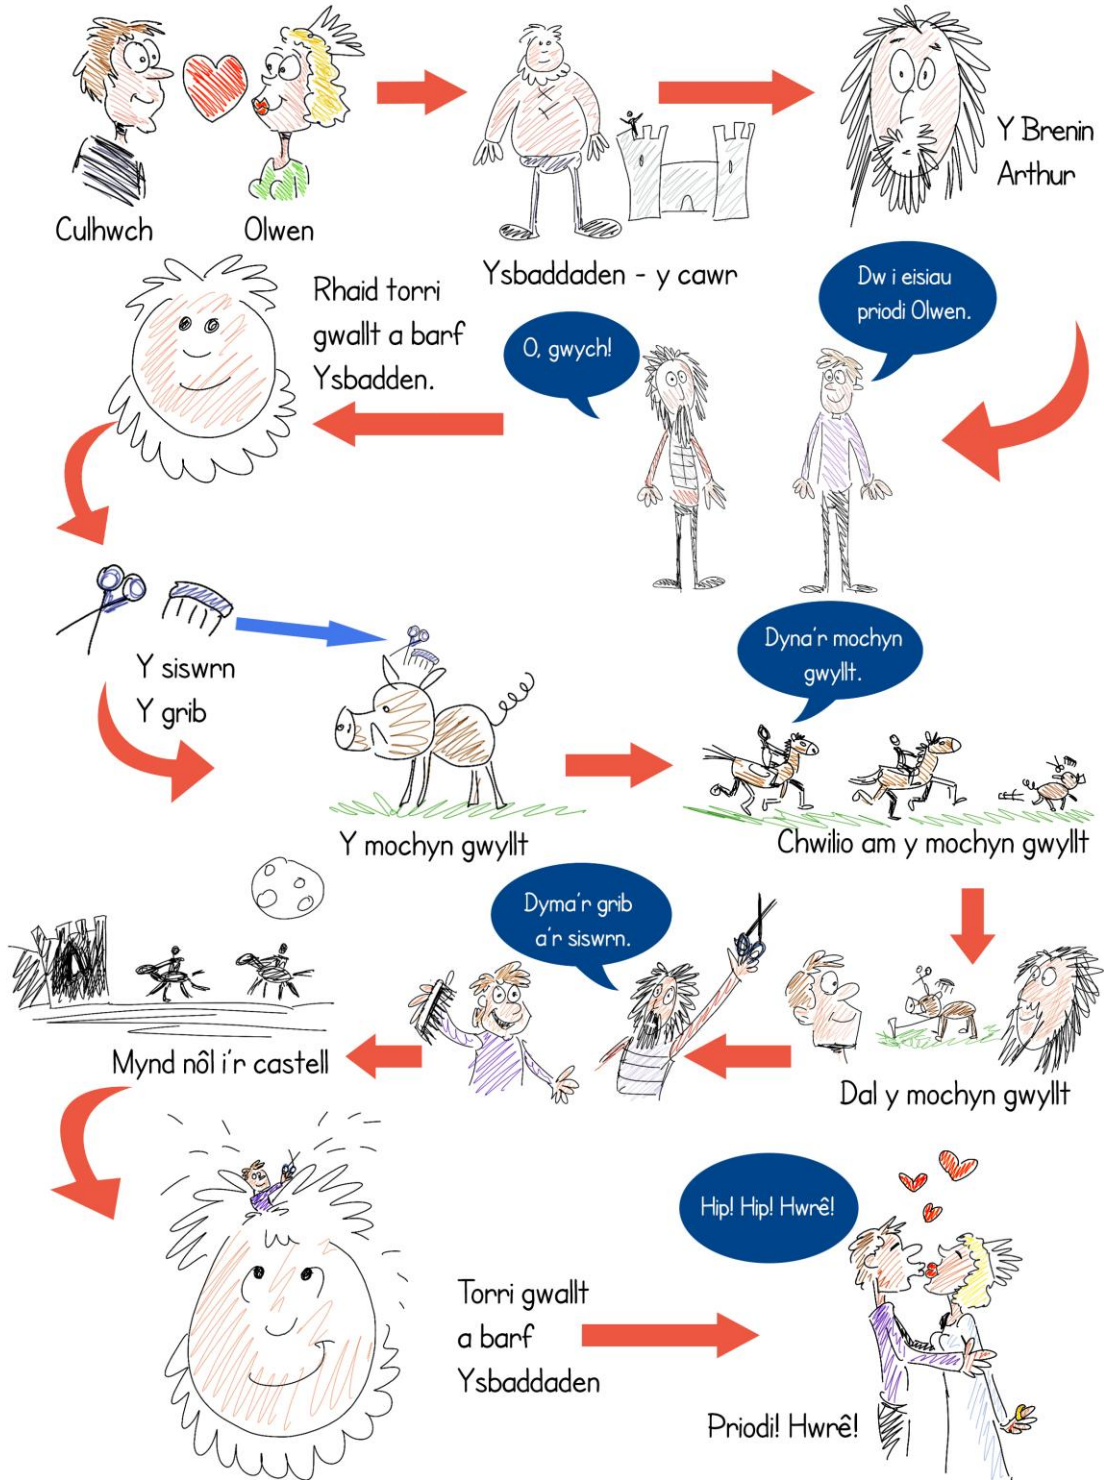 Culhwch
Olwen
Ysbaddaden - y cawr
Y Brenin
Arthur
Dw i eisiau
priodi Olwen.
O, gwych!
Rhaid torri
gwallt a barf
Ysbadden.
Y siswrn
Y grib
Y mochyn gwyllt
Dyna'r mochyn
gwyllt.
Chwilio am y mochyn gwyllt
Dal y mochyn gwyllt
Dyma'r grib
a'r siswrn.
Mynd nôl i'r castell
Torri gwallt
a barf
Ysbaddaden
Hip! Hip! Hwrê!
Priodi! Hwrê!